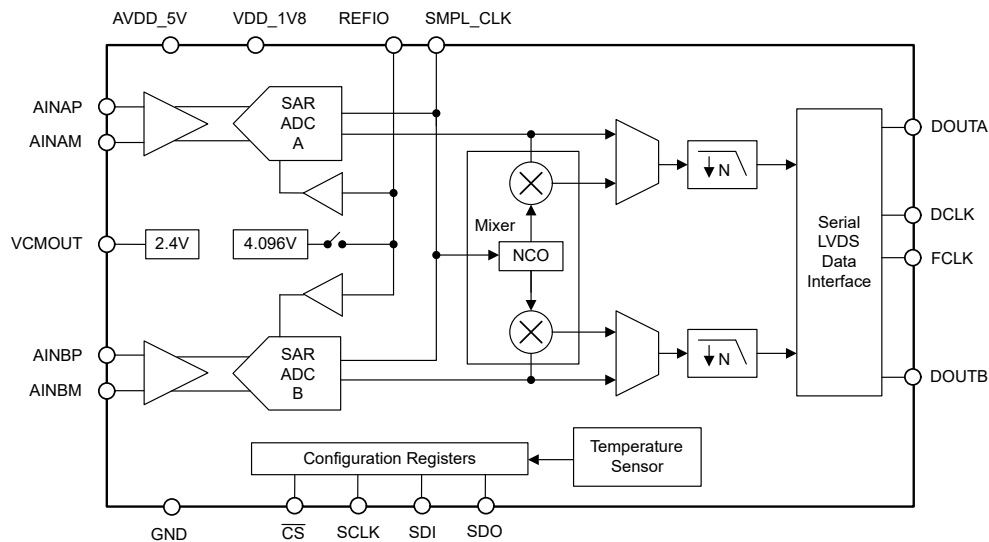 AVDD_5V
VDD_1V8
REFIO
SMPL_CLK
AINAP
AINAM
SAR
ADC
A
DOUTA
N
Mixer
VCMOUT
2.4V
4.096V
NCO
Serial
LVDS
Data
Interface
DCLK
FCLK
AINBP
AINBM
SAR
ADC
B
N
DOUTB
Configuration Registers
Temperature
Sensor
GND
CS
SCLK
SDI
SDO